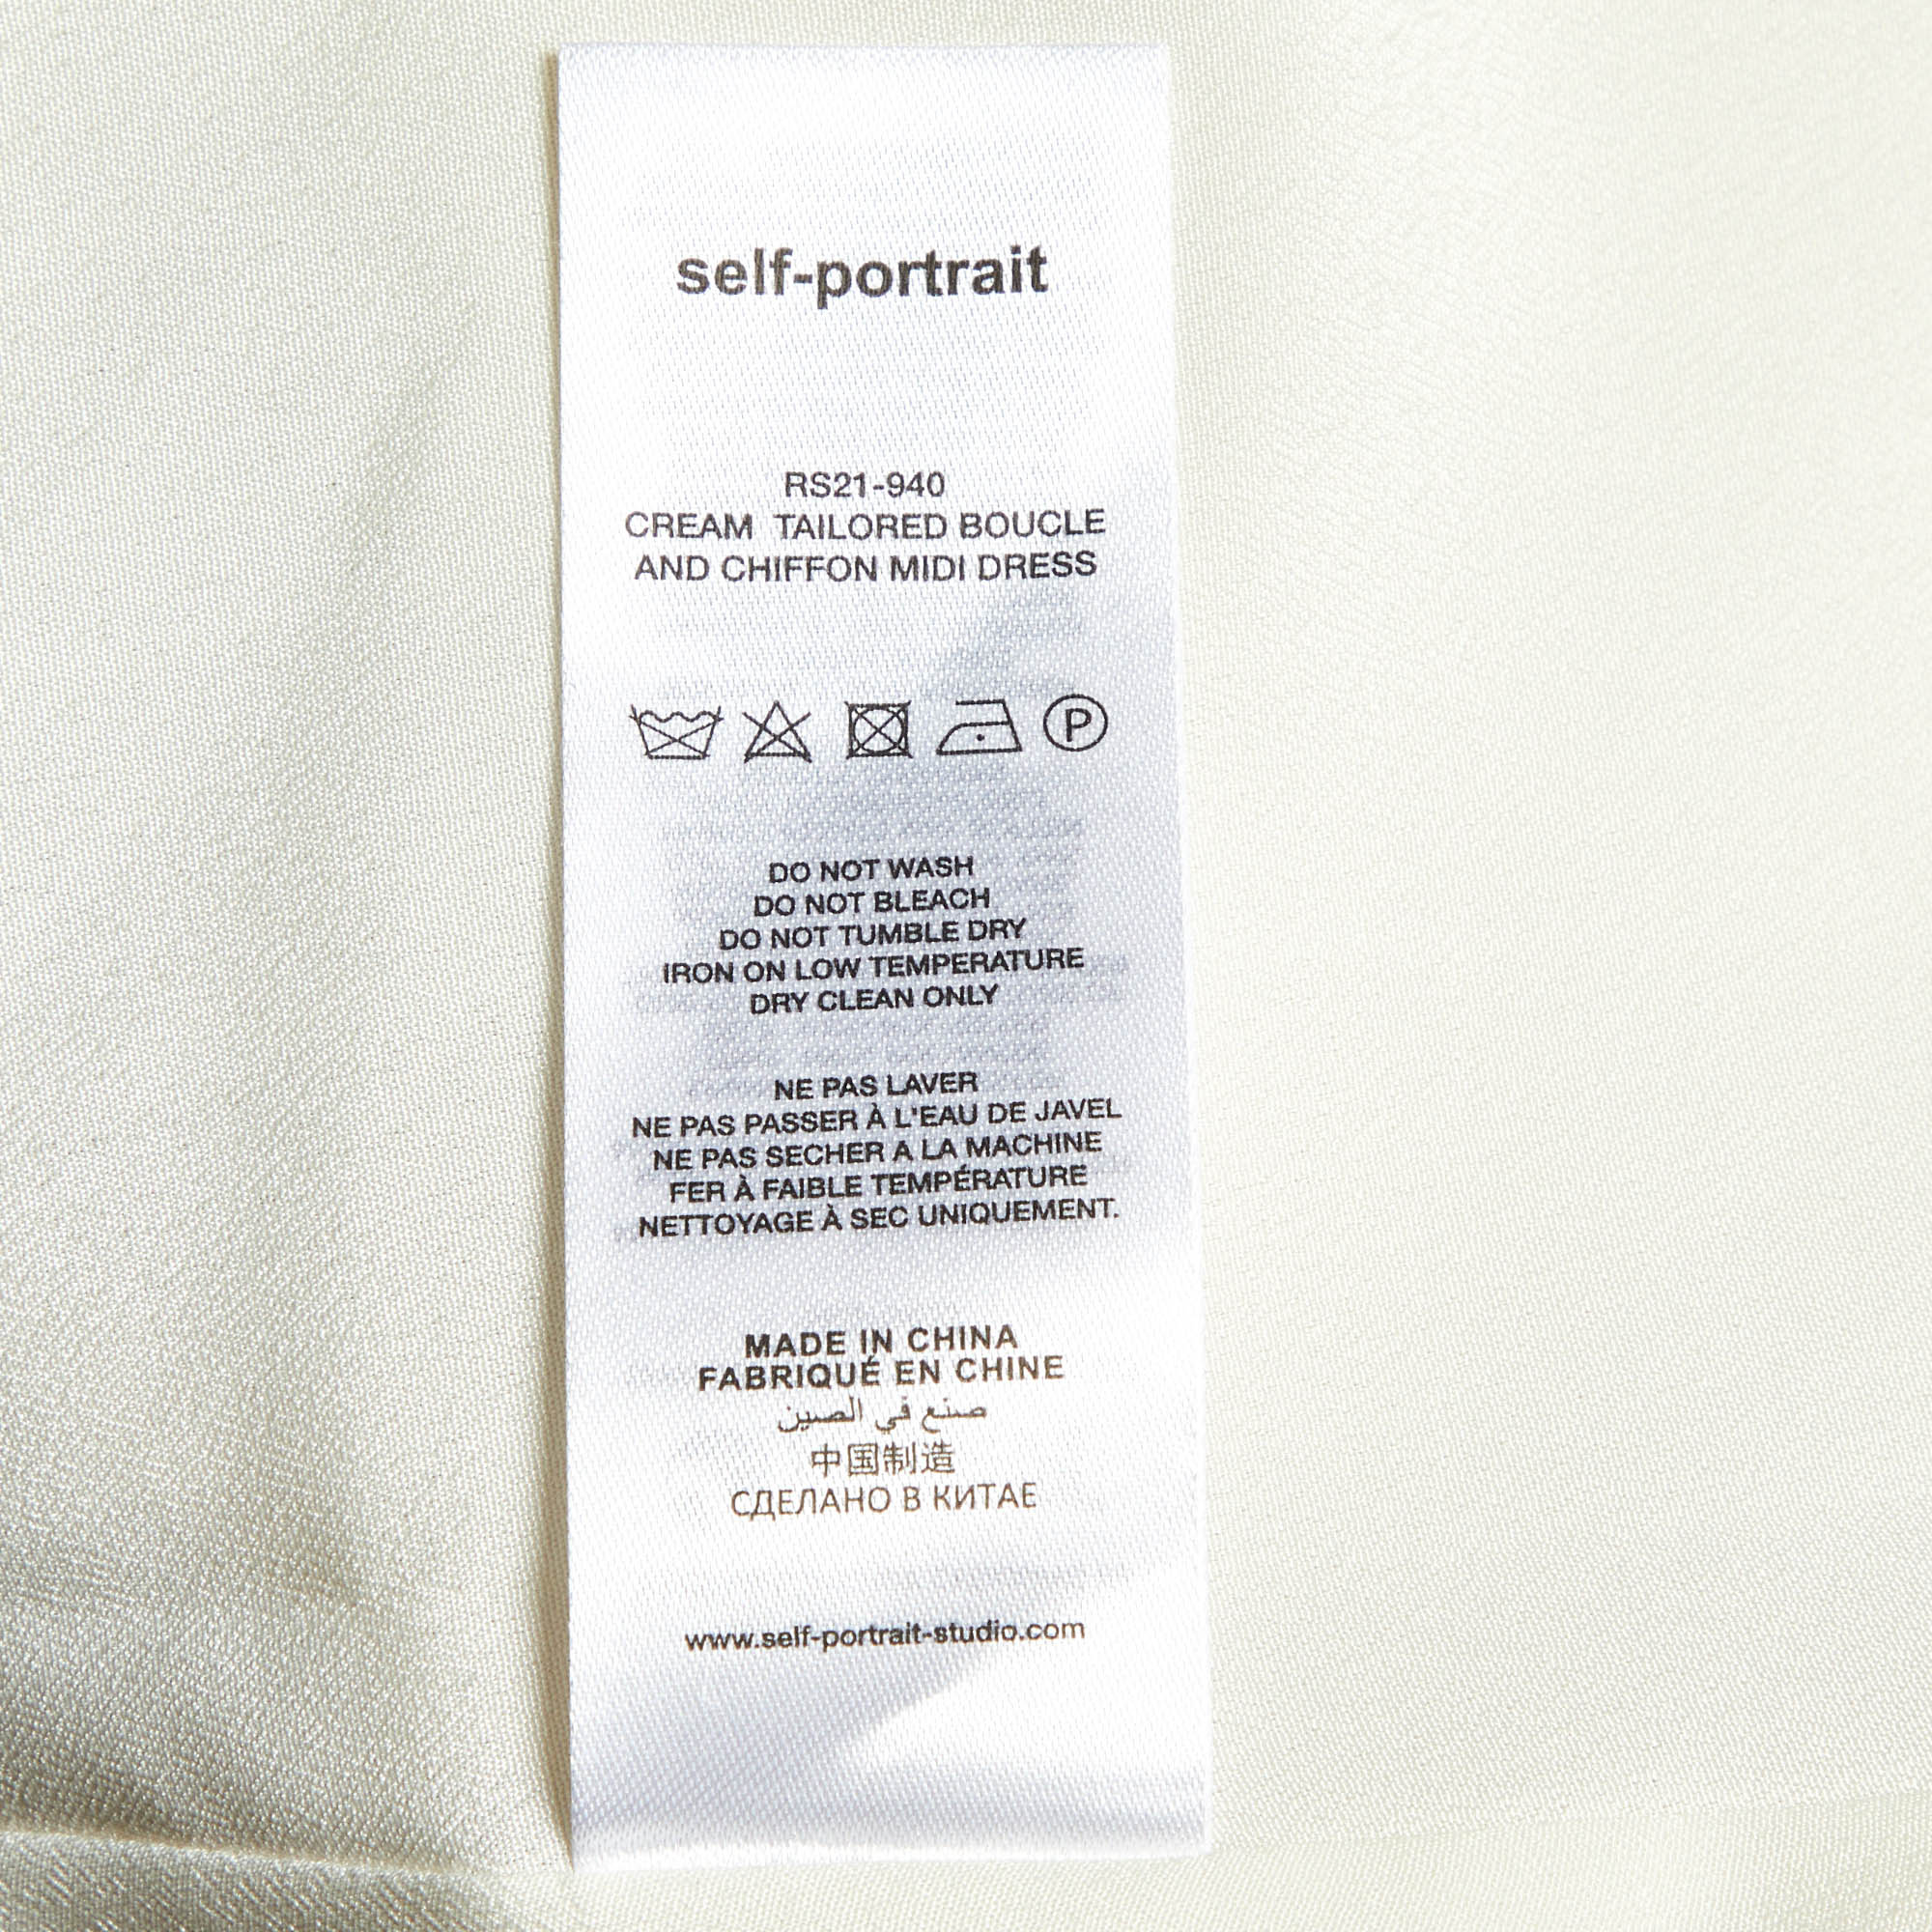 self-portrait
RS21-940
CREAM TAILORED BOUCLE
AND CHIFFON MIDI DRESS
P
DO NOT WASH
DO NOT BLEACH
DO NOT TUMBLE DRY
IRON ON LOW TEMPERATURE
DRY CLEAN ONLY
NE PAS LAVER
NE PAS PASSER À L'EAU DE JAVEL
NE PAS SECHER A LA MACHINE
FER À FAIBLE TEMPÉRATURE
NETTOYAGE À SEC UNIQUEMENT.
MADE IN CHINA
FABRIQUÉ EN CHINE
صنع في الصين
中国制造
СДЕЛАНО В КИТАЕ
www.self-portrait-studio.com